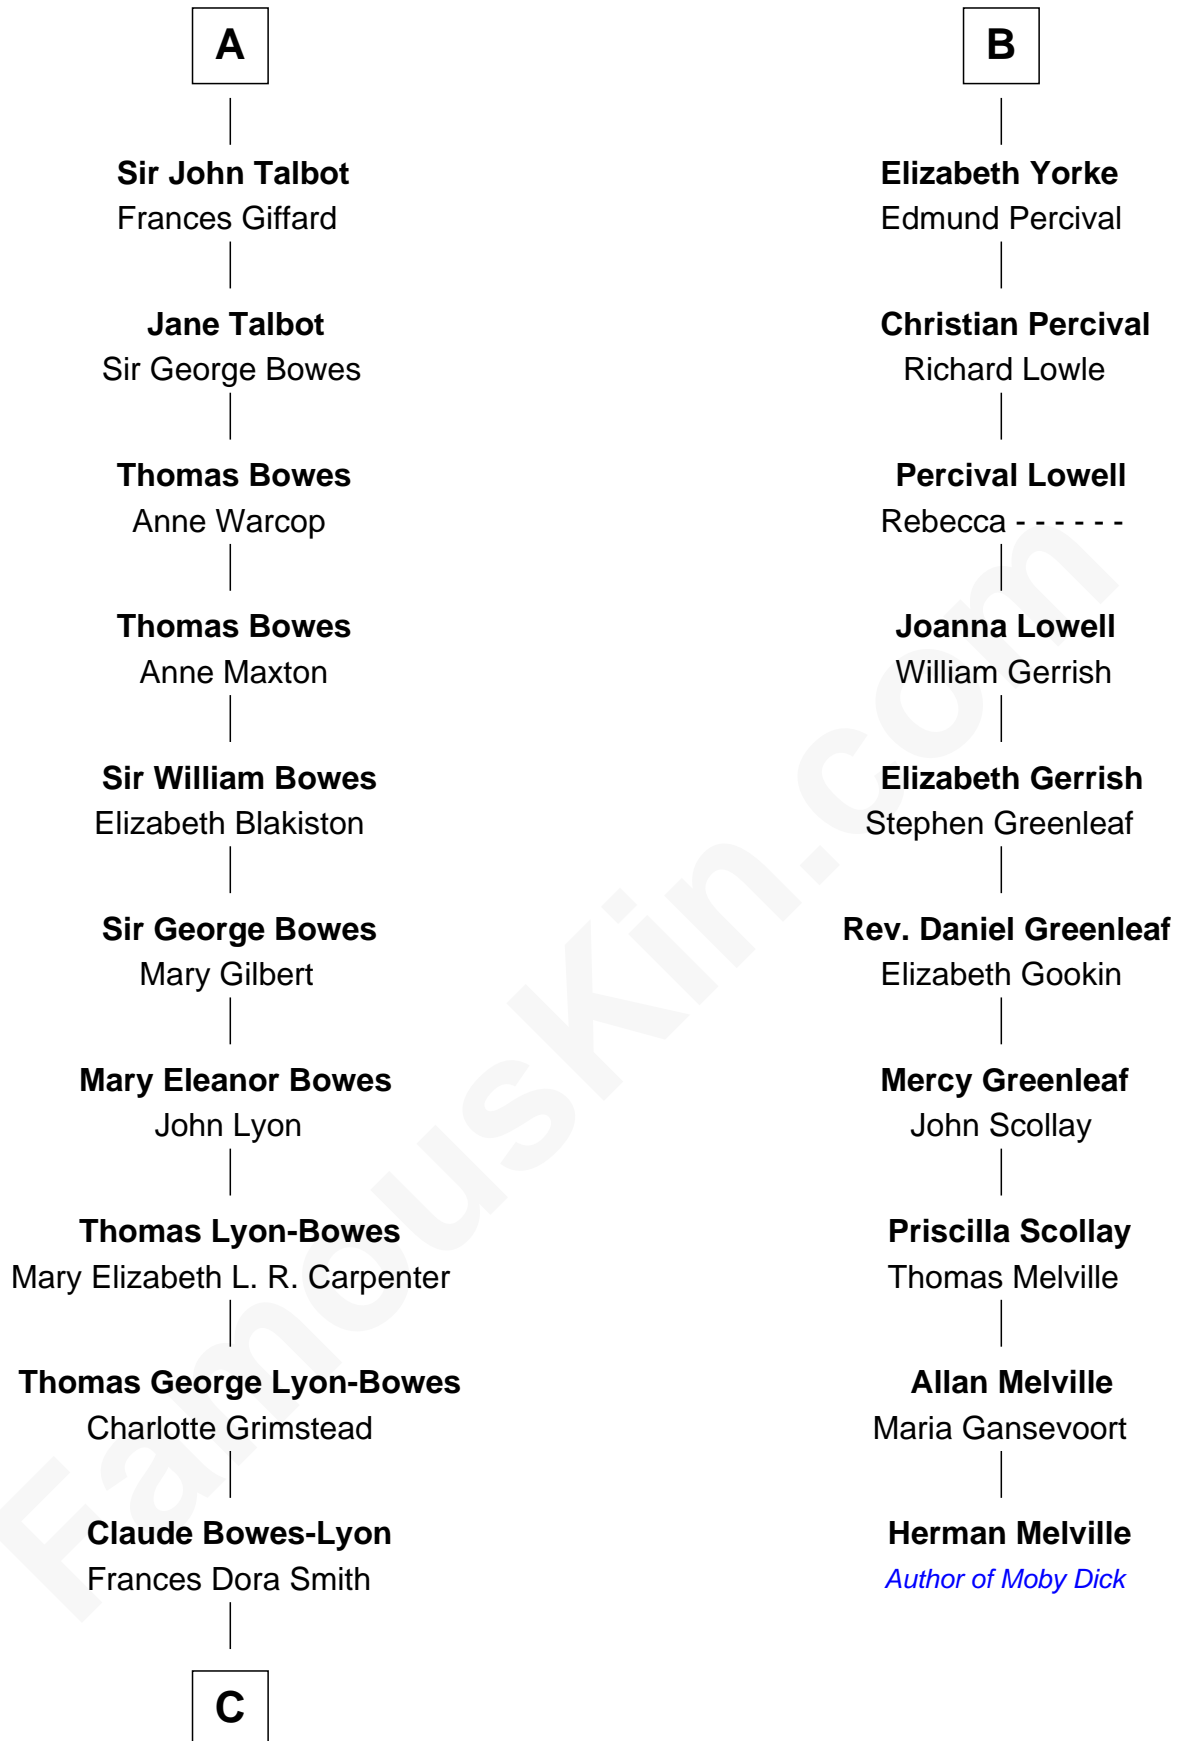 A
Sir John Talbot
Frances Giffard
Jane Talbot
Sir George Bowes
Thomas Bowes
Anne Warcop
Thomas Bowes
Anne Maxton
Sir William Bowes
Elizabeth Blakiston
Sir George Bowes
Mary Gilbert
Mary Eleanor Bowes
John Lyon
Thomas Lyon-Bowes
Mary Elizabeth L. R. Carpenter
Thomas George Lyon-Bowes
Charlotte Grimstead
Claude Bowes-Lyon
Frances Dora Smith
C
B
Elizabeth Yorke
Edmund Percival
Christian Percival
Richard Lowle
Percival Lowell
Rebecca - - - - - -
Joanna Lowell
William Gerrish
Elizabeth Gerrish
Stephen Greenleaf
Rev. Daniel Greenleaf
Elizabeth Gookin
Mercy Greenleaf
John Scollay
Priscilla Scollay
Thomas Melville
Allan Melville
Maria Gansevoort
Herman Melville
Author of Moby Dick
FamousKin.com